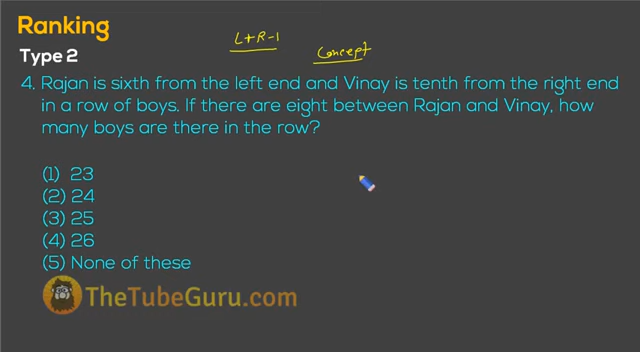 Ranking
L+R-1
Type 2
Concept
4. Rajan is sixth from the left end and Vinay is tenth from the right end
in a row of boys. If there are eight between Rajan and Vinay, how
many boys are there in the row?
(1) 23
(2) 24
(3) 25
(4) 26
(5) None of these
TheTubeGuru.com